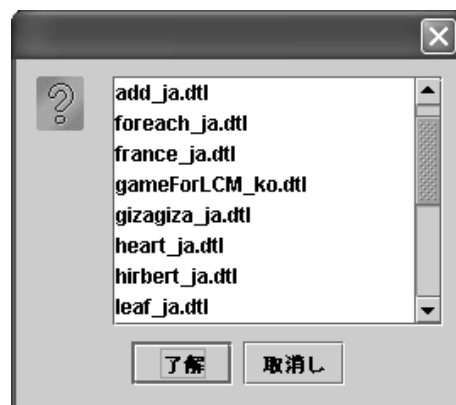 add_ja.dtl
foreach_ja.dtl
france_ja.dtl
gameForLCM_ko.dtl
gizagiza_ja.dtl
heart_ja.dtl
hirbert_ja.dtl
leaf_ja.dtl
了解 取消し